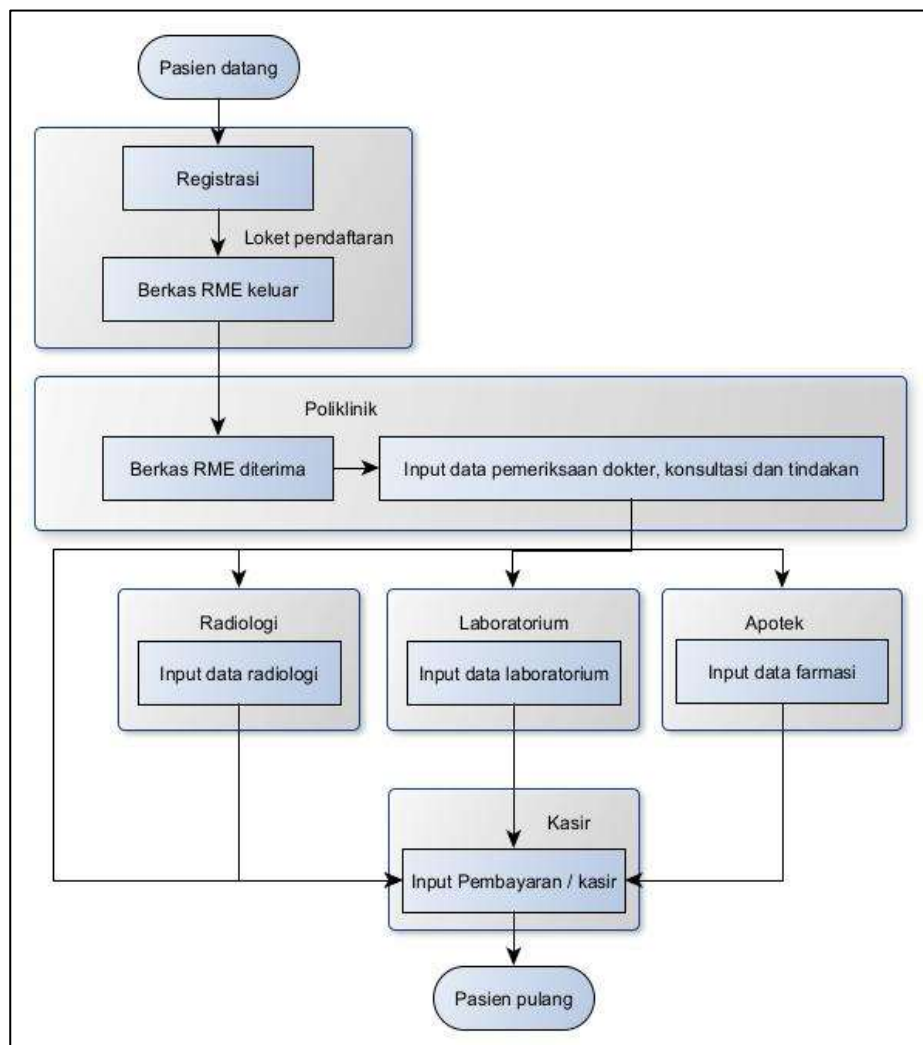 Pasien datang
Registrasi
Loket pendaftaran
Berkas RME keluar
Poliklinik
Berkas RME diterima
Input data pemeriksaan dokter, konsultasi dan tindakan
Radiologi
Input data radiologi
Laboratorium
Input data laboratorium
Apotek
Input data farmasi
Kasir
Input Pembayaran / kasir
Pasien pulang